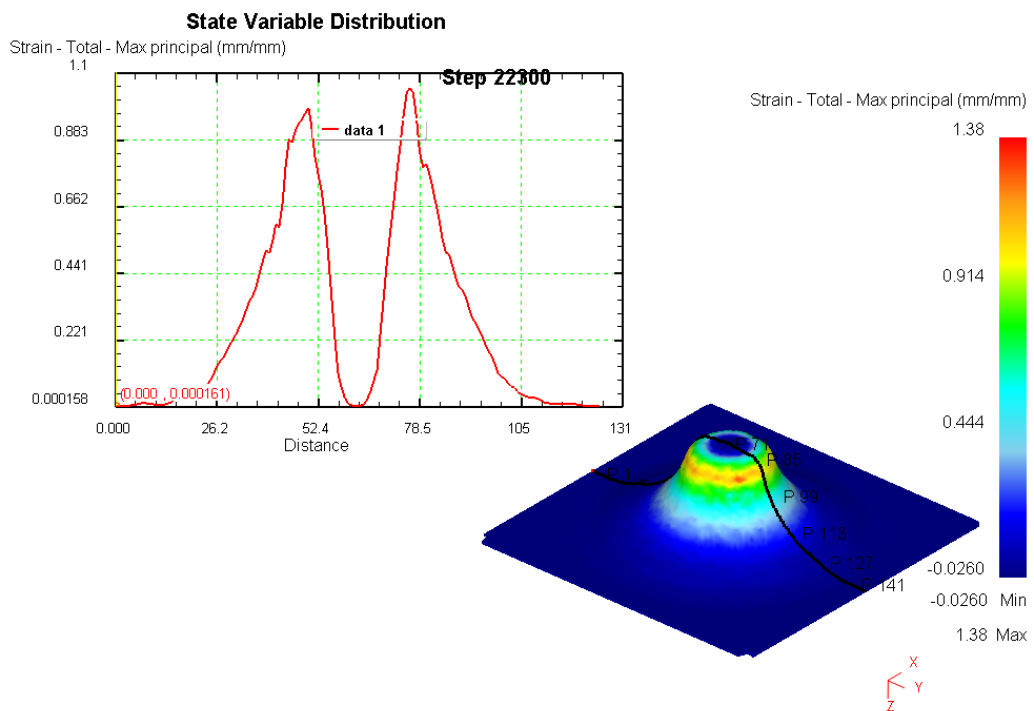 State Variable Distribution
Strain - Total - Max principal (mm/mm)
1.1
Step 22300
data 1
0.883
0.662
0.441
0.221
0.000158
(0.000 , 0.000161)
0.000
26.2
52.4
78.5
105
131
Distance
Strain - Total - Max principal (mm/mm)
1.38
0.914
0.444
-0.0260
-0.0260 Min
1.38 Max
P 1
P 71
P 85
P 99
P 113
P 127
P 141
X
Y
Z